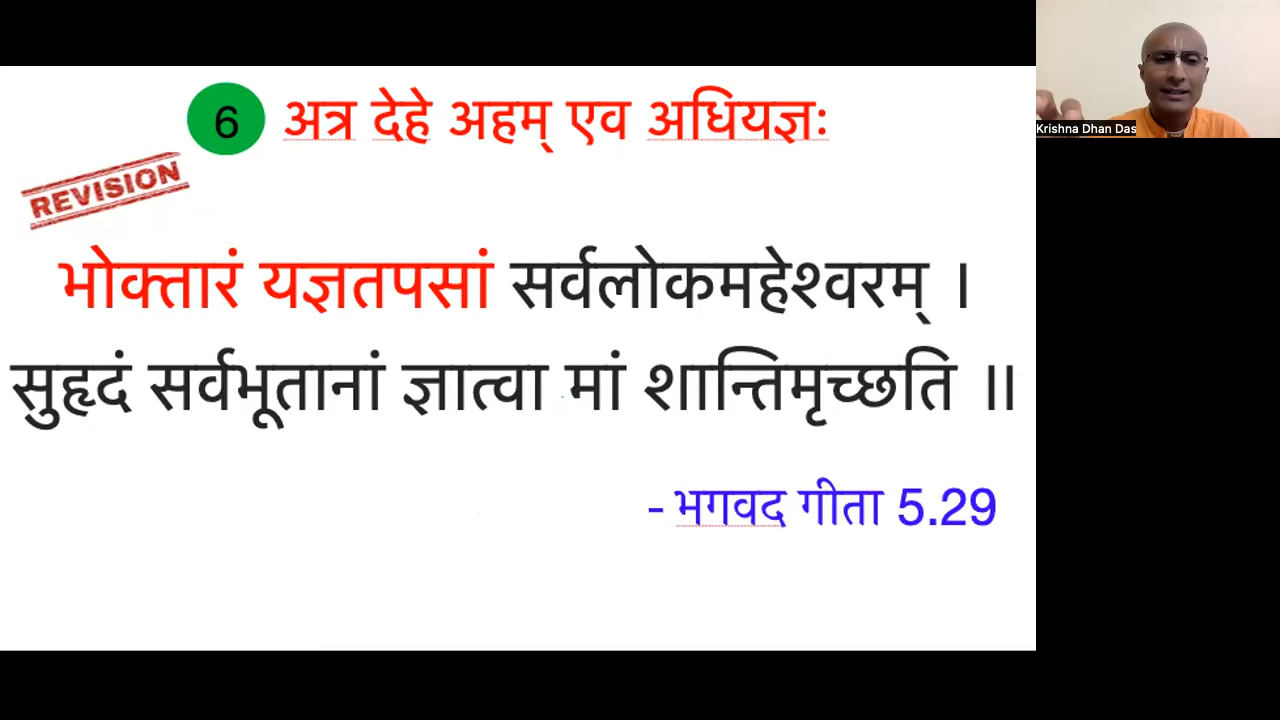 6 अत्र देहे अहम् एव अधियज्ञः
REVISION
भोक्तारं यज्ञतपसां सर्वलोकमहेश्वरम् ।
सुहृदं सर्वभूतानां ज्ञात्वा मां शान्तिमृच्छति ॥
- भगवद गीता 5.29
Krishna Dhan Das